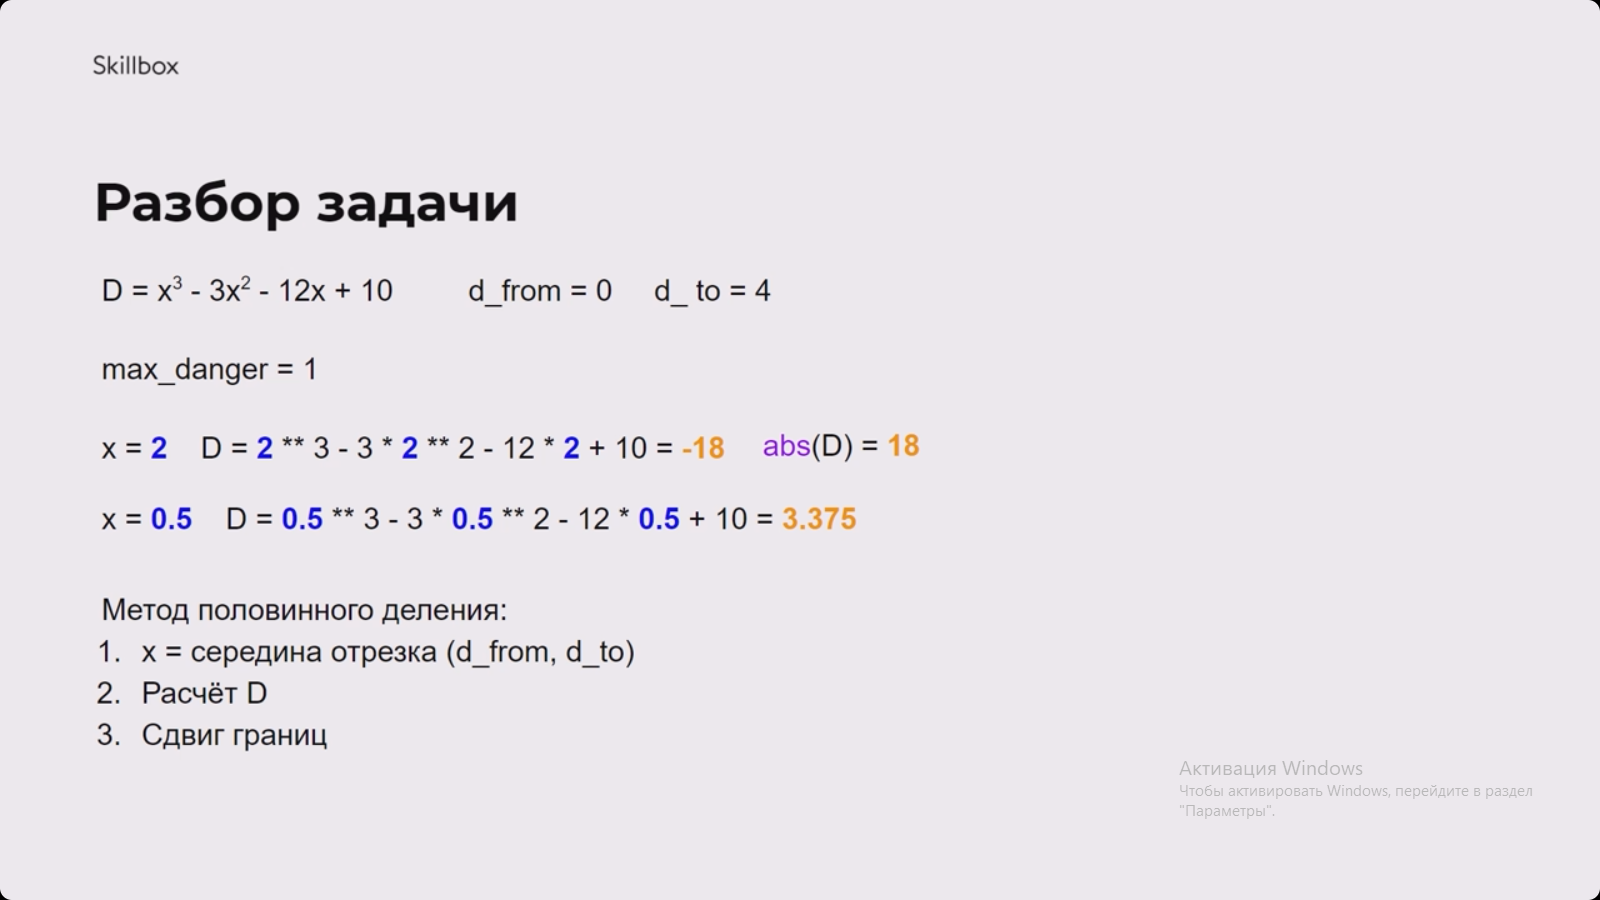 Skillbox
Разбор задачи
D = x³ - 3x² - 12x + 10 d_from = 0 d_ to = 4
max_danger = 1
x = 2 D = 2 ** 3 - 3 * 2 ** 2 - 12 * 2 + 10 = -18 abs(D) = 18
x = 0.5 D = 0.5 ** 3 - 3 * 0.5 ** 2 - 12 * 0.5 + 10 = 3.375
Метод половинного деления:
1. x = середина отрезка (d_from, d_to)
2. Расчёт D
3. Сдвиг границ
Активация Windows
Чтобы активировать Windows, перейдите в раздел
"Параметры".